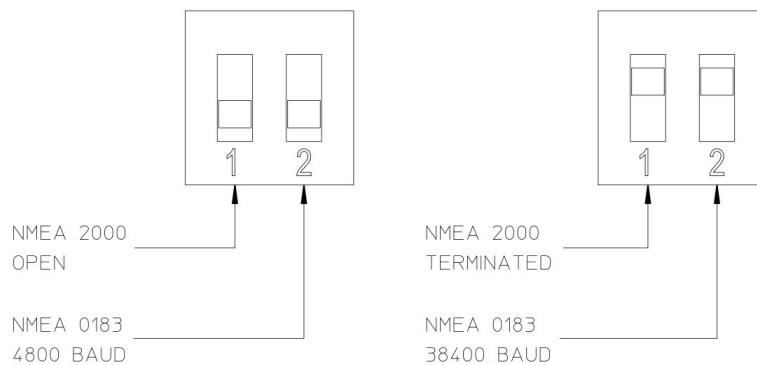 1 2
NMEA 2000
OPEN
NMEA 0183
4800 BAUD
1 2
NMEA 2000
TERMINATED
NMEA 0183
38400 BAUD